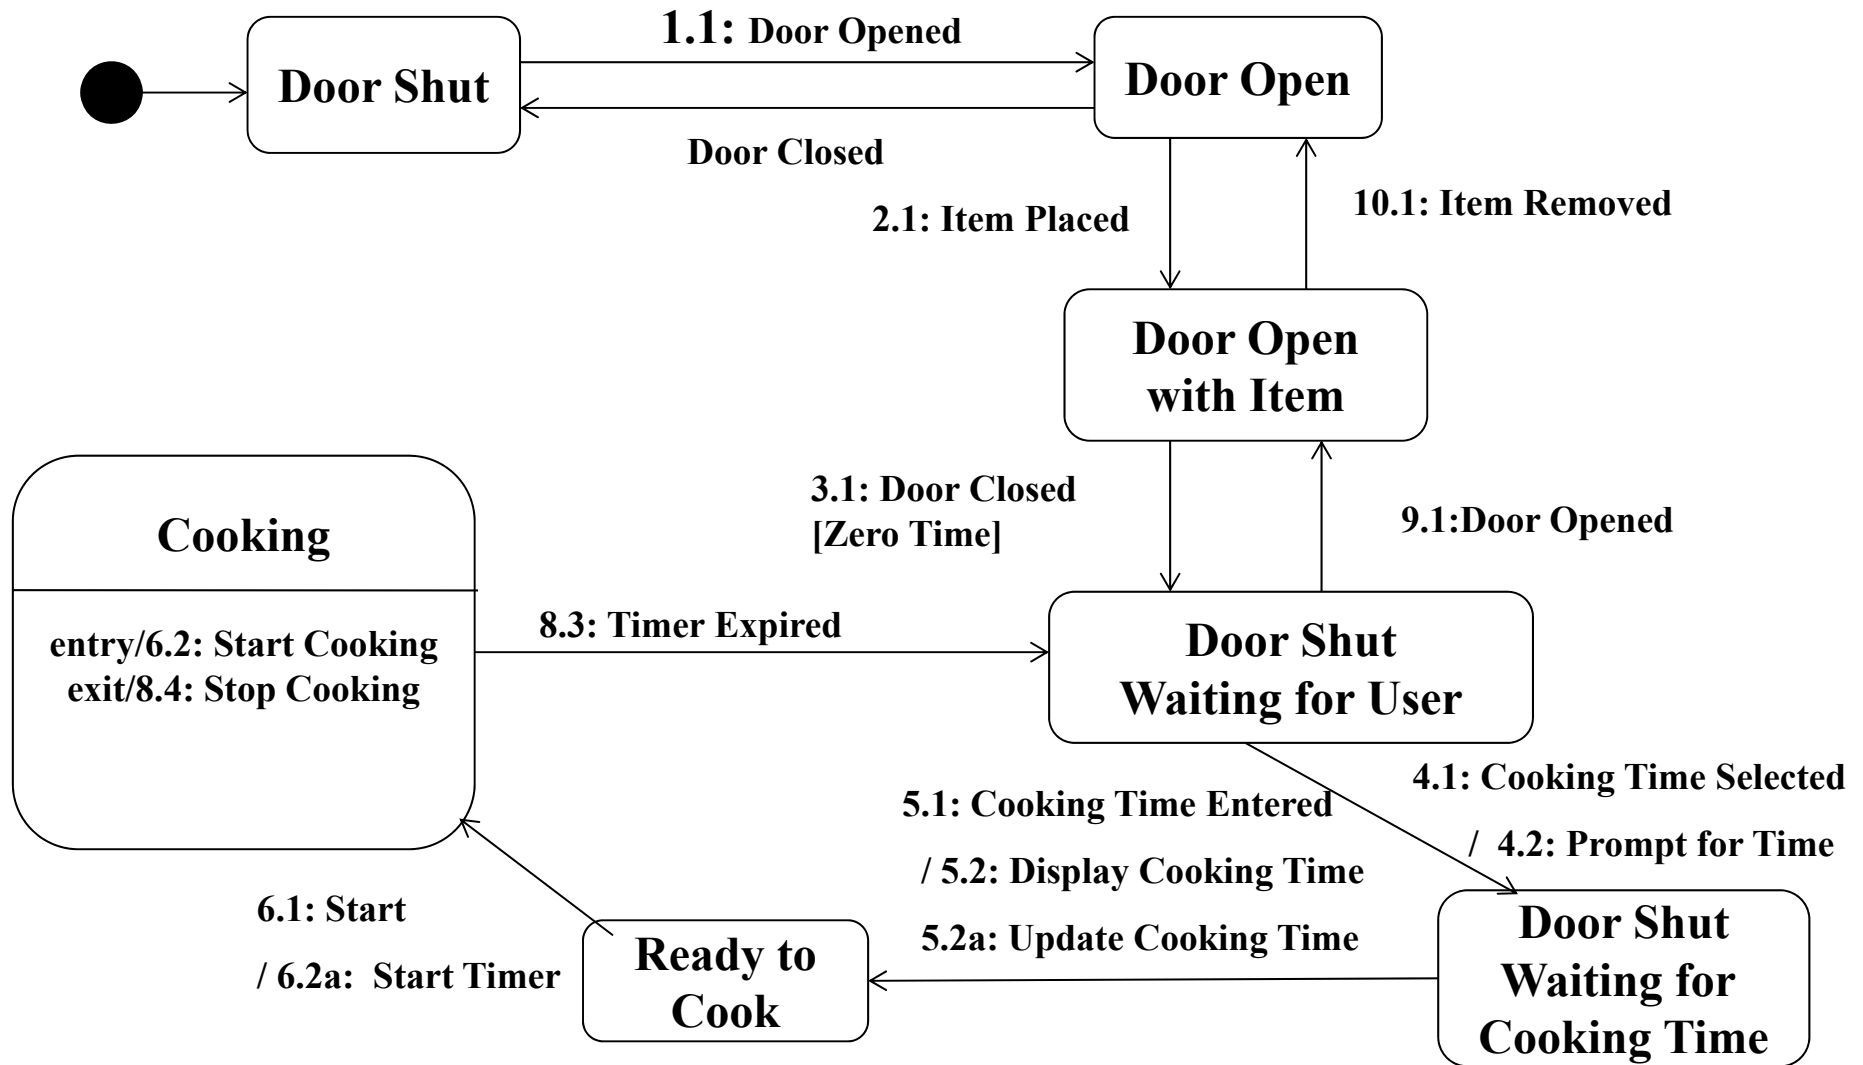 1.1: Door Opened
Door Shut
Door Open
Door Closed
2.1: Item Placed
10.1: Item Removed
Door Open
with Item
3.1: Door Closed
[Zero Time]
9.1:Door Opened
Cooking
entry/6.2: Start Cooking
exit/8.4: Stop Cooking
8.3: Timer Expired
Door Shut
Waiting for User
4.1: Cooking Time Selected
/ 4.2: Prompt for Time
5.1: Cooking Time Entered
/ 5.2: Display Cooking Time
5.2a: Update Cooking Time
6.1: Start
/ 6.2a: Start Timer
Ready to
Cook
Door Shut
Waiting for
Cooking Time